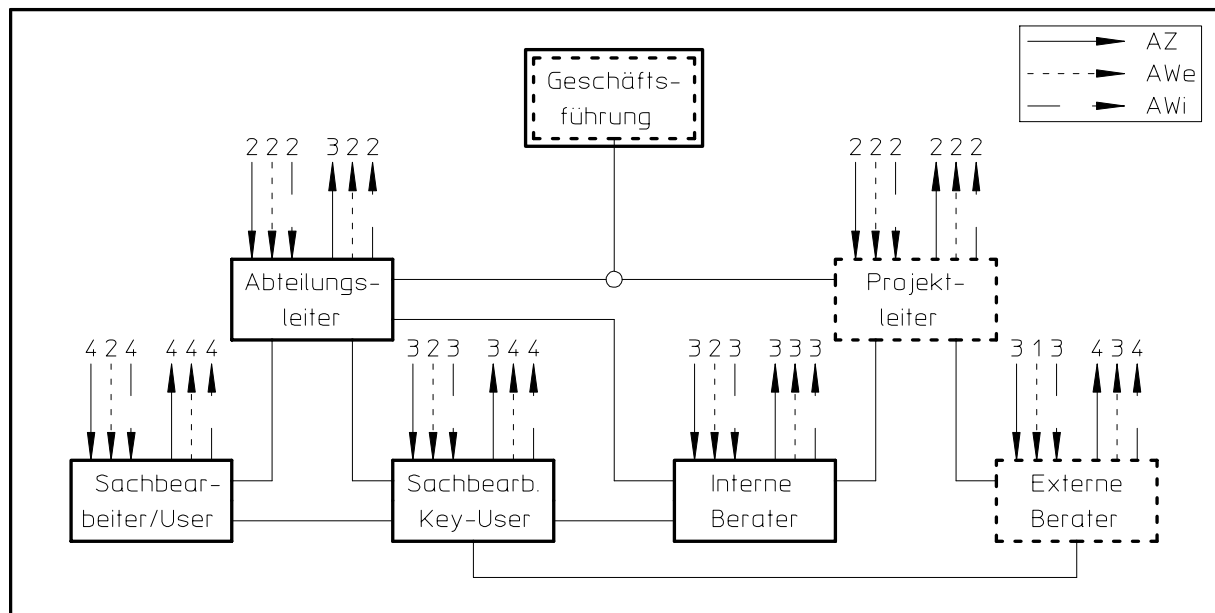 AZ
Geschäfts-
AWe
führung
AWi
2 2 2 3 2 2
2 2 2 2 2 2
Abteilungs-
leiter
Projekt-
leiter
4 2 4 4 4 4
3 2 3 3 4 4
3 2 3 3 3 3
3 1 3 4 3 4
Sachbear-
beiter/User
Sachbearb.
Key-User
Interne
Berater
Externe
Berater